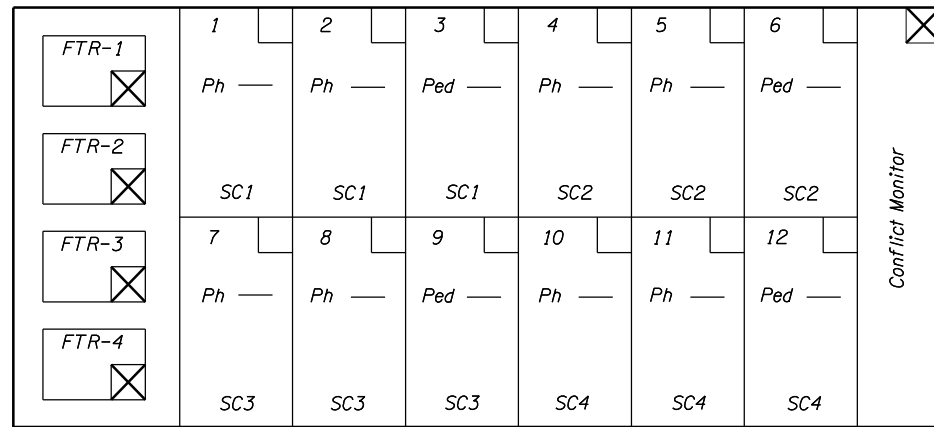 FTR-1
FTR-2
FTR-3
FTR-4
1 2 3 4 5 6
Ph Ph Ped Ph Ph Ped
SC1 SC1 SC1 SC2 SC2 SC2
7 8 9 10 11 12
Ph Ph Ped Ph Ph Ped
SC3 SC3 SC3 SC4 SC4 SC4
Conflict Monitor